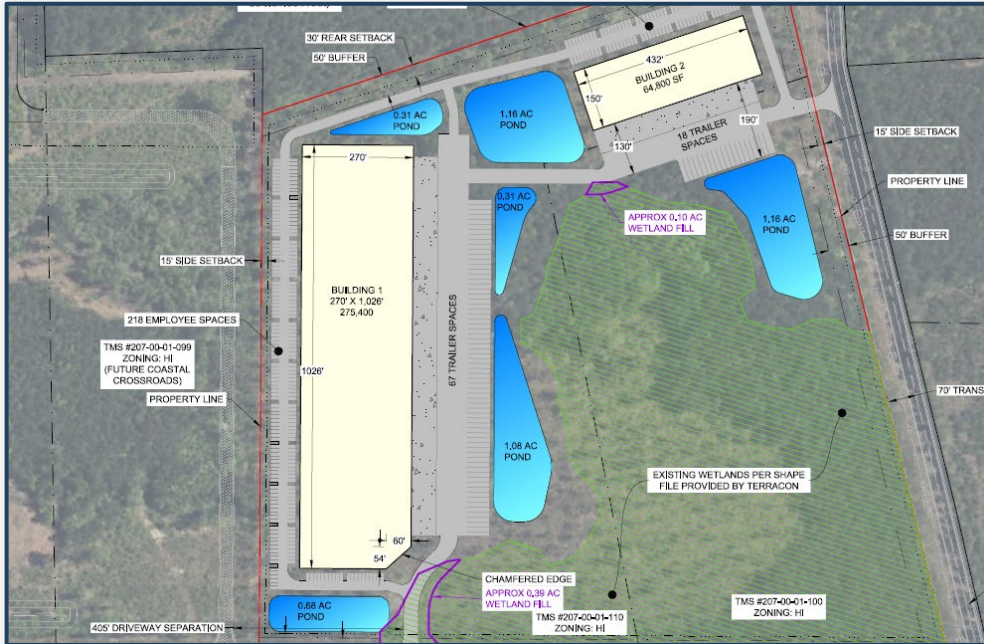 30' REAR SETBACK
50' BUFFER
432'
BUILDING 2
64,800 SF
150'
190'
18 TRAILER
SPACES
130'
0.31 AC
POND
1.16 AC
POND
15' SIDE SETBACK
PROPERTY LINE
50' BUFFER
270'
0.31 AC
POND
APPROX 0.10 AC
WETLAND FILL
1.16 AC
POND
15' SIDE SETBACK
BUILDING 1
270' X 1,026'
275,400
218 EMPLOYEE SPACES
TMS #207-00-01-099
ZONING: HI
(FUTURE COASTAL
CROSSROADS)
67 TRAILER SPACES
1026'
70' TRANS
PROPERTY LINE
1.08 AC
POND
EXISTING WETLANDS PER SHAPE
FILE PROVIDED BY TERRACON
60'
54'
CHAMFERED EDGE
APPROX 0.39 AC
WETLAND FILL
0.68 AC
POND
TMS #207-00-01-110
ZONING: HI
TMS #207-00-01-100
ZONING: HI
405' DRIVEWAY SEPARATION